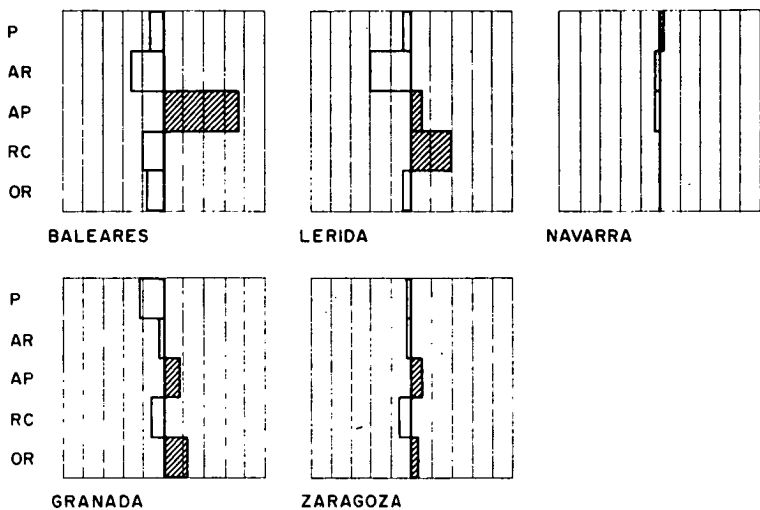 P
AR
AP
RC
OR
BALEARES LERIDA NAVARRA
P
AR
AP
RC
OR
GRANADA ZARAGOZA